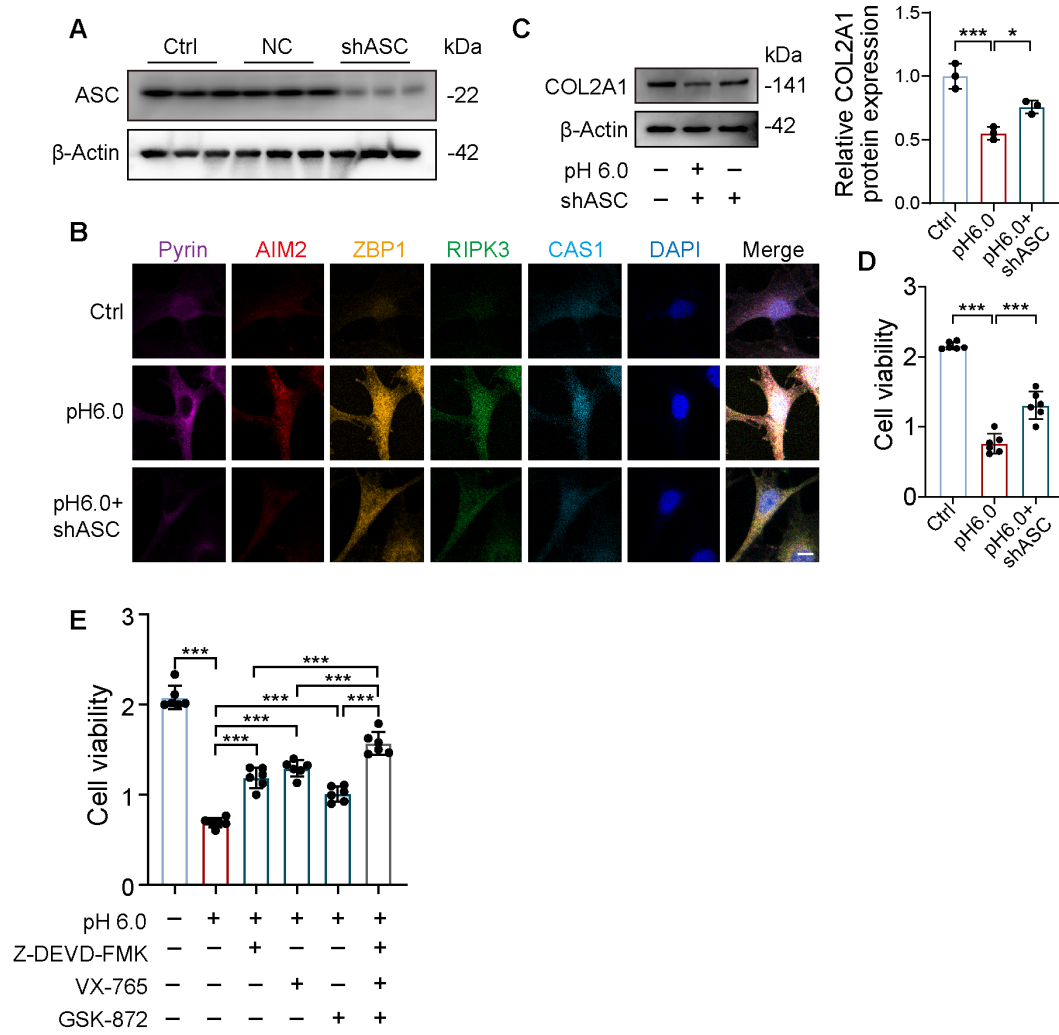 A
Ctrl NC shASC kDa
ASC -22
β-Actin -42
B
Pyrin AIM2 ZBP1 RIPK3 CAS1 DAPI Merge
Ctrl
pH6.0
pH6.0+
shASC
C
kDa
COL2A1 -141
β-Actin -42
pH 6.0 – + –
shASC – + +
Relative COL2A1
protein expression
1.5
1.0
0.5
0.0
*** *
Ctrl
pH6.0
pH6.0+
shASC
D
Cell viability
3
2
1
0
*** ***
Ctrl
pH6.0
pH6.0+
shASC
E
Cell viability
3
2
1
0
***
***
***
***
***
***
***
pH 6.0 – + + + + +
Z-DEVD-FMK – – + – – +
VX-765 – – – + – +
GSK-872 – – – – + +